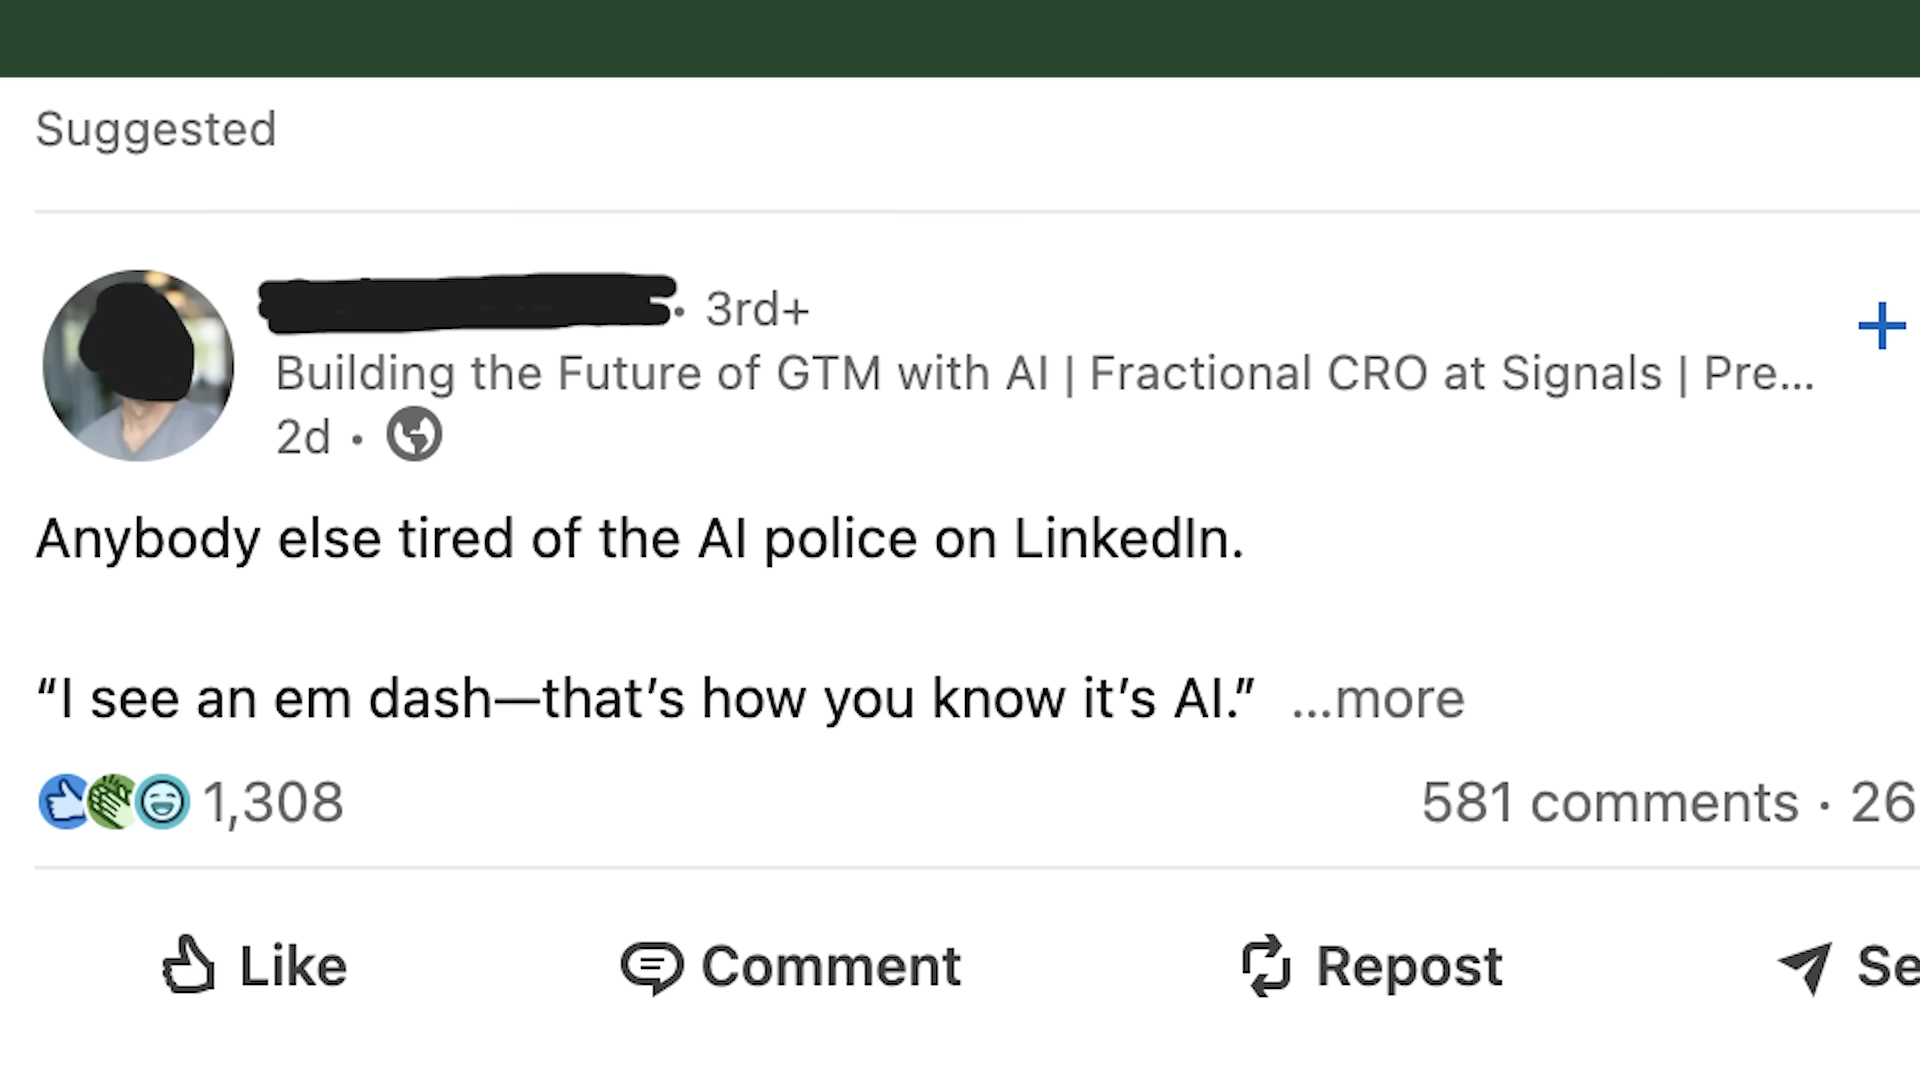 Suggested
· 3rd+
Building the Future of GTM with AI | Fractional CRO at Signals | Pre...
2d ·
Anybody else tired of the AI police on LinkedIn.
“I see an em dash—that’s how you know it’s AI.” ...more
1,308 581 comments · 26
Like Comment Repost Se